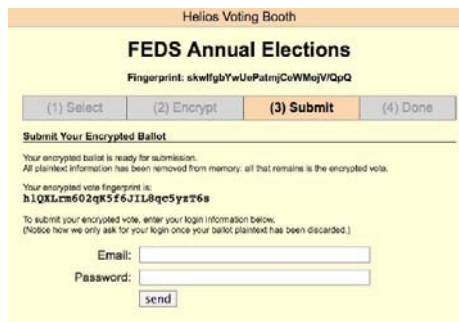 Helios Voting Booth
FEDS Annual Elections
Fingerprint: skwlfgbYwUePatmjCoWMojV/QpQ
(1) Select
(2) Encrypt
(3) Submit
(4) Done
Submit Your Encrypted Ballot
Your encrypted ballot is ready for submission.
All plaintext information has been removed from memory: all that remains is the encrypted vote.
Your encrypted vote fingerprint is:
h1QXLrm602qK5f6JIL8qc5yzT6s
To submit your encrypted vote, enter your login information below.
(Notice how we only ask for your login once your ballot plaintext has been discarded.)
Email:
Password:
send